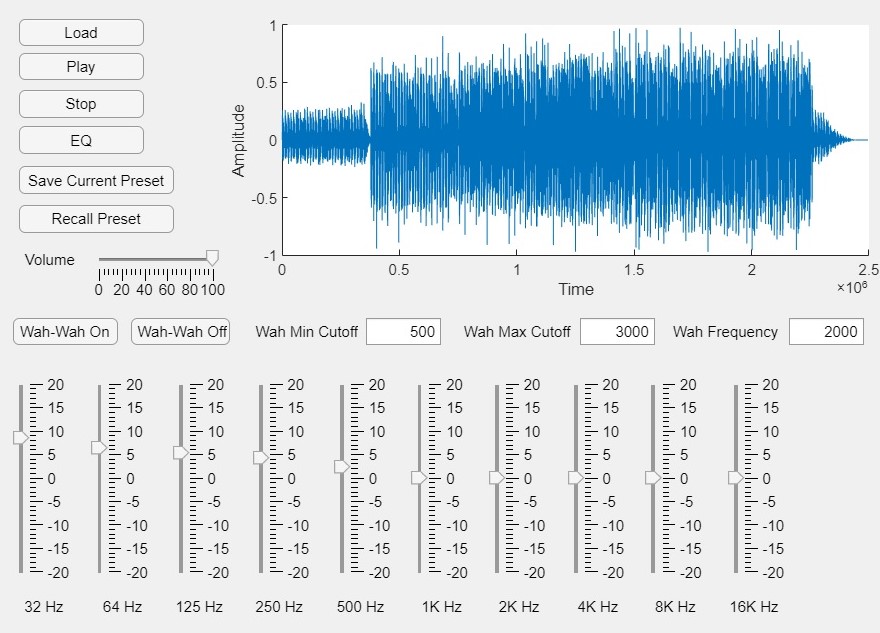 Load
Play
Stop
EQ
Save Current Preset
Recall Preset
Volume
0 20 40 60 80 100
Amplitude
1
0.5
0
-0.5
-1
0 0.5 1 1.5 2 2.5
Time
×10⁶
Wah-Wah On Wah-Wah Off Wah Min Cutoff 500 Wah Max Cutoff 3000 Wah Frequency 2000
20 20 20 20 20 20 20 20 20 20
15 15 15 15 15 15 15 15 15 15
10 10 10 10 10 10 10 10 10 10
5 5 5 5 5 5 5 5 5 5
0 0 0 0 0 0 0 0 0 0
-5 -5 -5 -5 -5 -5 -5 -5 -5 -5
-10 -10 -10 -10 -10 -10 -10 -10 -10 -10
-15 -15 -15 -15 -15 -15 -15 -15 -15 -15
-20 -20 -20 -20 -20 -20 -20 -20 -20 -20
32 Hz 64 Hz 125 Hz 250 Hz 500 Hz 1K Hz 2K Hz 4K Hz 8K Hz 16K Hz